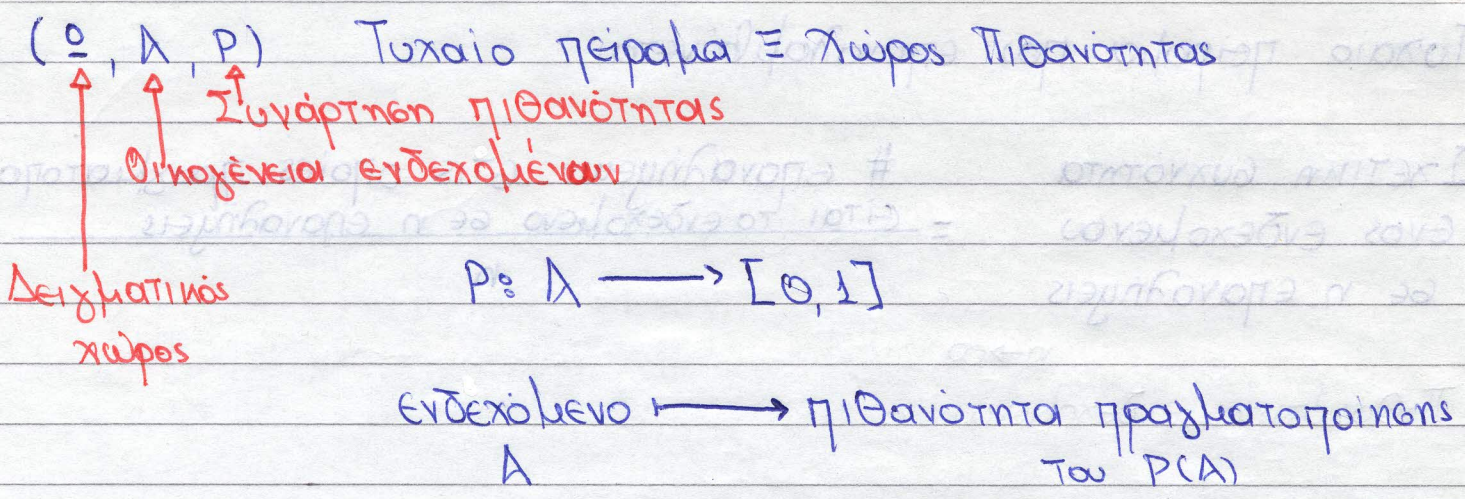 (Ω, A, P) Τυχαίο πείραμα ≡ Χώρος Πιθανότητας
Συνάρτηση πιθανότητας
Οικογένεια ενδεχομένων
Δειγματικός
χώρος
P: A ⟶ [0,1]
ενδεχόμενο ⟼ πιθανότητα πραγματοποίησης
A του P(A)